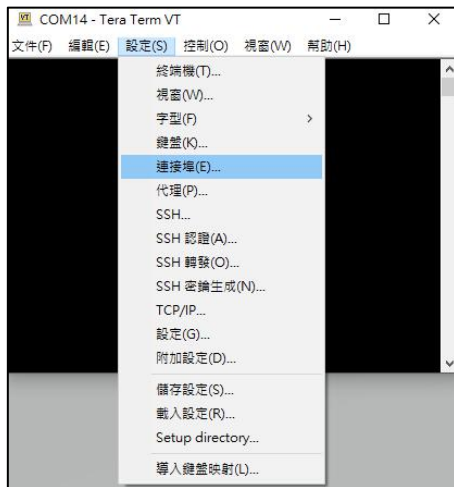 COM14 - Tera Term VT
文件(F) 編輯(E) 設定(S) 控制(O) 視窗(W) 幫助(H)
終端機(T)...
視窗(W)...
字型(F)
鍵盤(K)...
連接埠(E)...
代理(P)...
SSH...
SSH 認證(A)...
SSH 轉發(O)...
SSH 密鑰生成(N)...
TCP/IP...
設定(G)...
附加設定(D)...
儲存設定(S)...
載入設定(R)...
Setup directory...
導入鍵盤映射(L)...